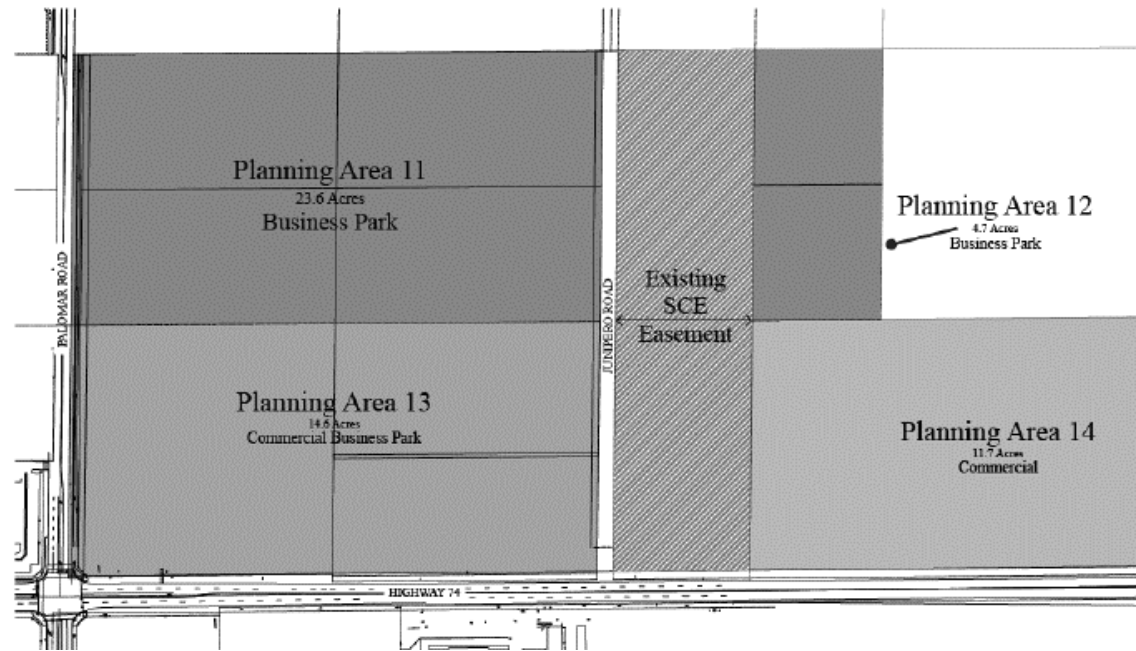 Planning Area 11
23.6 Acres
Business Park
Planning Area 12
4.7 Acres
Business Park
PALOMAR ROAD
JUNIPERO ROAD
Existing
SCE
Easement
Planning Area 13
14.6 Acres
Commercial Business Park
Planning Area 14
11.7 Acres
Commercial
HIGHWAY 74